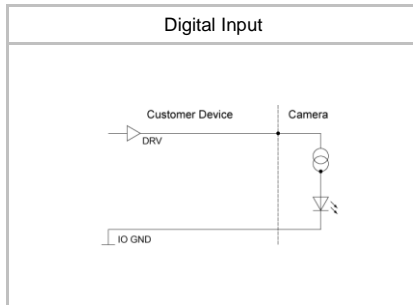 Digital Input
Customer Device
Camera
DRV
IO GND